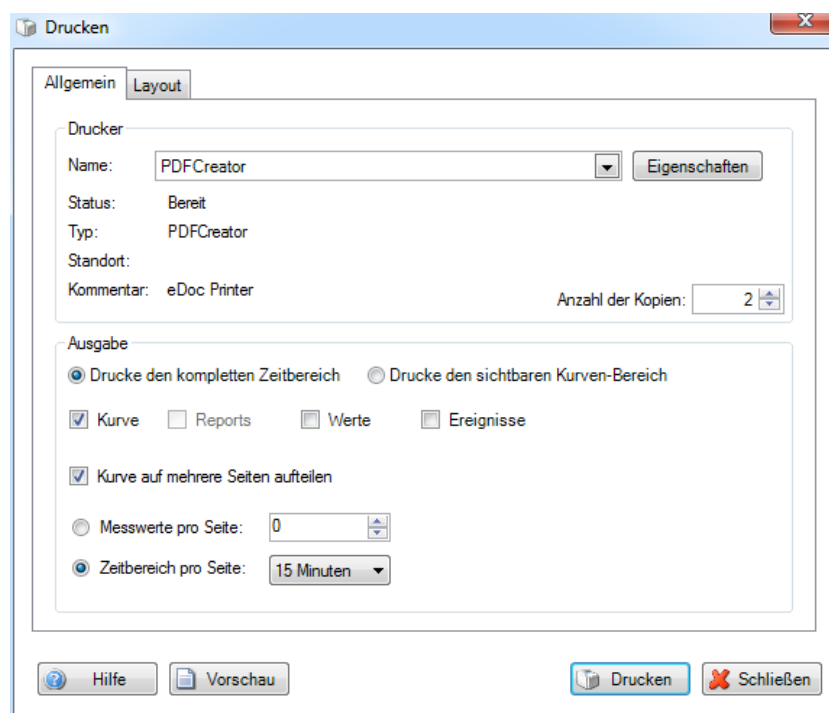 Drucken
Allgemein Layout
Drucker
Name: PDFCreator Eigenschaften
Status: Bereit
Typ: PDFCreator
Standort:
Kommentar: eDoc Printer
Anzahl der Kopien: 2
Ausgabe
Drucke den kompletten Zeitbereich Drucke den sichtbaren Kurven-Bereich
Kurve Reports Werte Ereignisse
Kurve auf mehrere Seiten aufteilen
Messwerte pro Seite: 0
Zeitbereich pro Seite: 15 Minuten
Hilfe Vorschau Drucken Schließen